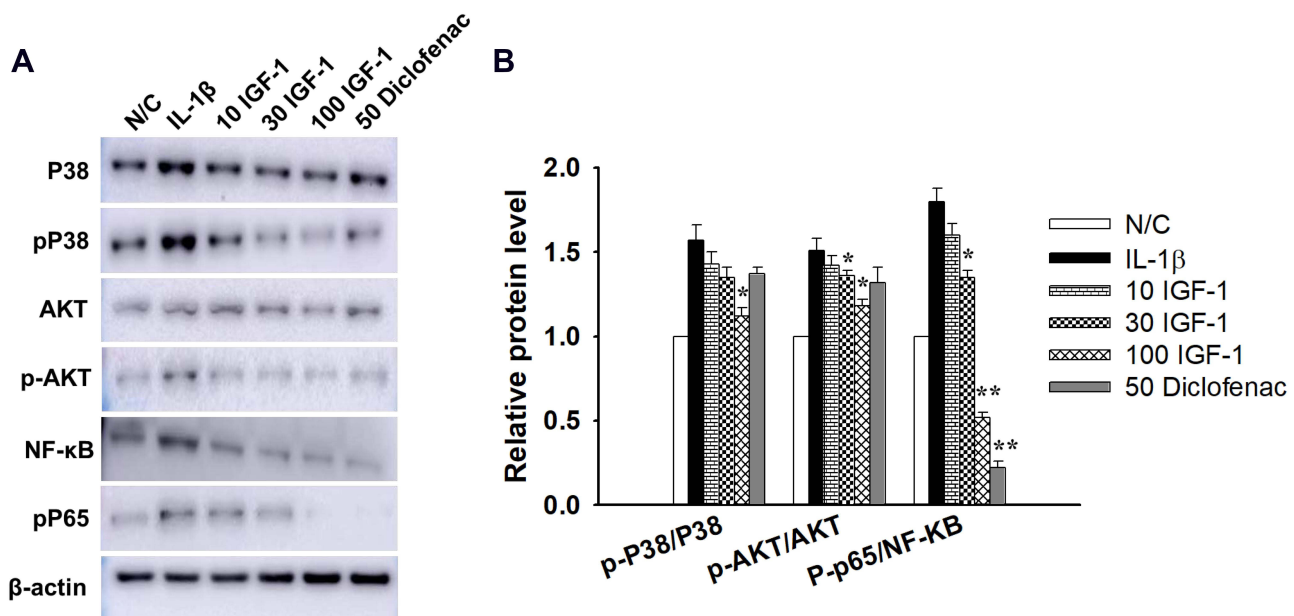 A
N/C
IL-1β
10 IGF-1
30 IGF-1
100 IGF-1
50 Diclofenac
P38
pP38
AKT
p-AKT
NF-κB
pP65
β-actin
B
Relative protein level
2.0
1.5
1.0
0.5
0.0
*
*
*
*
**
**
p-P38/P38
p-AKT/AKT
P-p65/NF-KB
N/C
IL-1β
10 IGF-1
30 IGF-1
100 IGF-1
50 Diclofenac